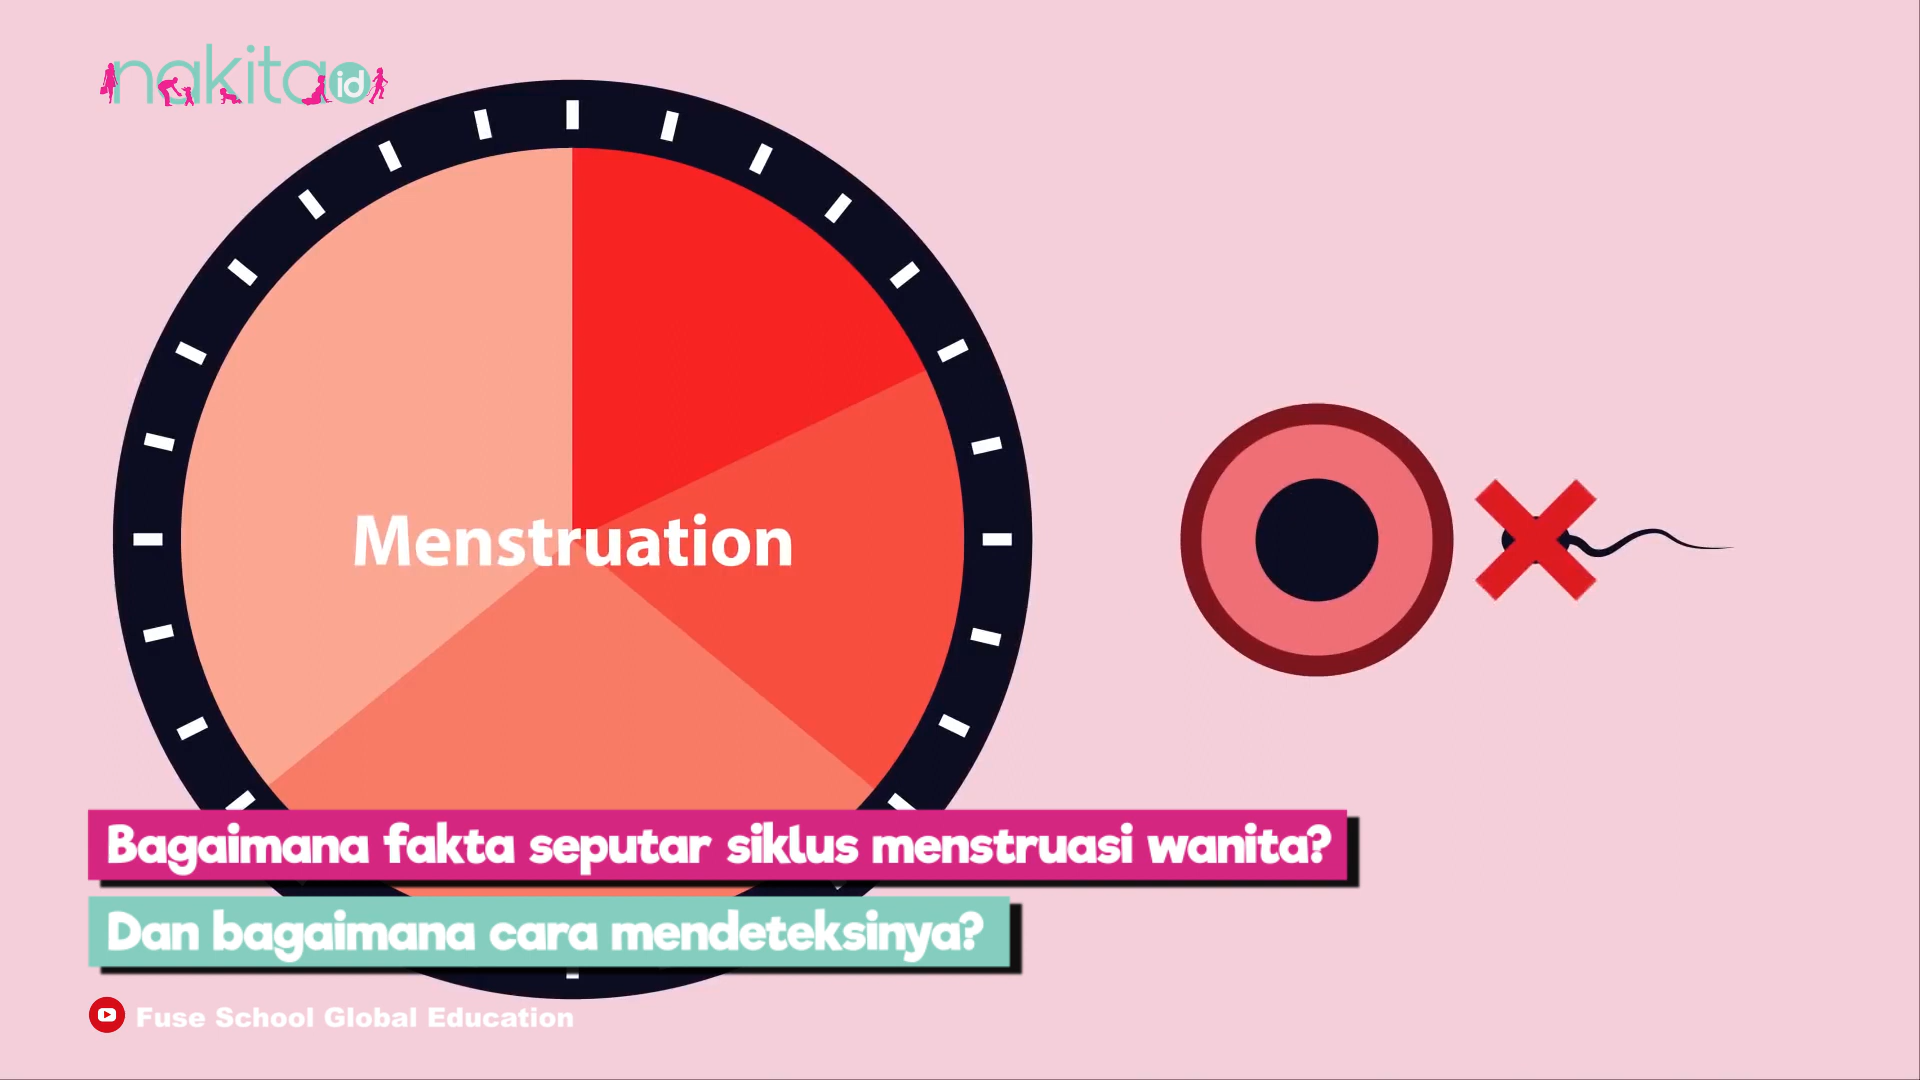 nakita id
Menstruation
Bagaimana fakta seputar siklus menstruasi wanita?
Dan bagaimana cara mendeteksinya?
Fuse School Global Education